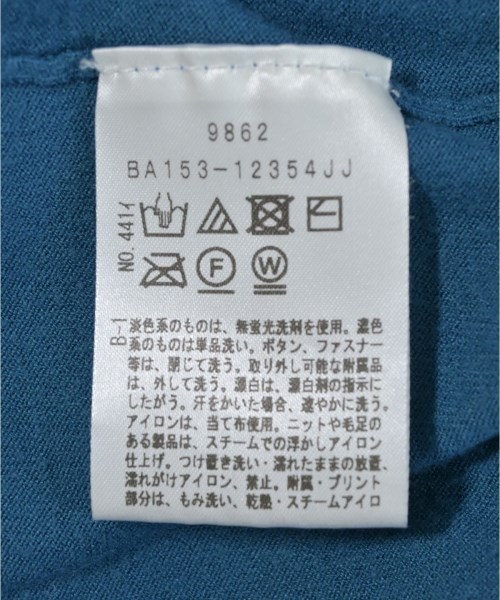 9862
BA153-12354JJ
NO. 441イ
F W
B-1
淡色系のものは、無蛍光洗剤を使用。濃色
系のものは単品洗い。ボタン、ファスナー
等は、閉じて洗う。取り外し可能な附属品
は、外して洗う。漂白は、漂白剤の指示に
したがう。汗をかいた場合、速やかに洗う。
アイロンは、当て布使用。ニットや毛足の
ある製品は、スチームでの浮かしアイロン
仕上げ。つけ置き洗い・濡れたままの放置、
濡れがけアイロン、禁止。附属・プリント
部分は、もみ洗い、乾熱・スチームアイロ